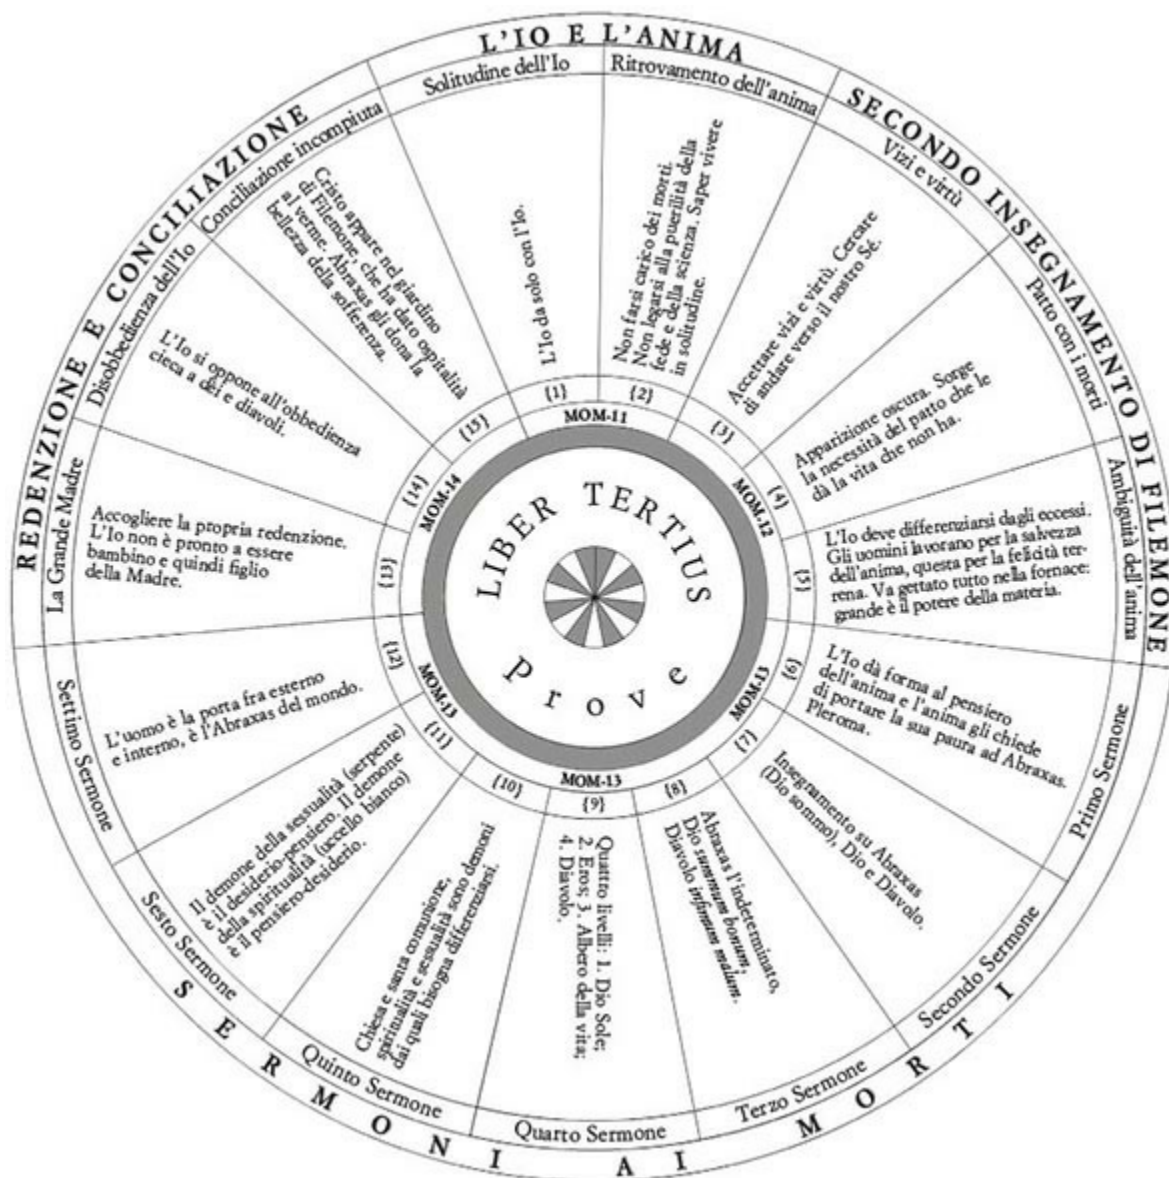 L'IO E L'ANIMA
Solitudine dell'Io
{1}
L'Io da solo con l'Io.
Ritrovamento dell'anima
{2}
Non farsi carico dei morti.
Non legarsi alla puerilità della
fede e della scienza. Saper vivere
in solitudine.
MOM-11
SECONDO INSEGNAMENTO DI FILEMONE
Vizi e virtù
{3}
Accettare vizi e virtù. Cercare
di andare verso il nostro Sé.
Patto con i morti
{4}
Apparizione oscura. Sorge
la necessità del patto che le
dà la vita che non ha.
Ambiguità dell'anima
{5}
L'Io deve differenziarsi dagli eccessi.
Gli uomini lavorano per la salvezza
dell'anima, questa per la felicità ter-
rena. Va gettato tutto nella fornace:
grande è il potere della materia.
MOM-12
SERMONI AI MORTI
Primo Sermone
{6}
L'Io dà forma al pensiero
dell'anima e l'anima gli chiede
di portare la sua paura ad Abraxas.
Pleroma.
MOM-13
Secondo Sermone
{7}
Insegnamento su Abraxas
(Dio sommo), Dio e Diavolo.
Terzo Sermone
{8}
Abraxas l'indeterminato,
Dio summum bonum;
Diavolo infimum malum.
Quarto Sermone
{9}
Quattto livelli: 1. Dio Sole;
2. Eros; 3. Albero della vita;
4. Diavolo.
MOM-13
Quinto Sermone
{10}
Chiesa e santa comunione,
spiritualità e sessualità sono demoni
dai quali bisogna differenziarsi.
Sesto Sermone
{11}
Il demone della sessualità (serpente)
è il desiderio-pensiero. Il demone
della spiritualità (uccello bianco)
è il pensiero-desiderio.
MOM-13
Settimo Sermone
{12}
L'uomo è la porta fra esterno
e interno, è l'Abraxas del mondo.
REDENZIONE E CONCILIAZIONE
La Grande Madre
{13}
Accogliere la propria redenzione.
L'Io non è pronto a essere
bambino e quindi figlio
della Madre.
Disobbedienza dell'Io
{14}
L'Io si oppone all'obbedienza
cieca a dei e diavoli.
Conciliazione incompiuta
{15}
Cristo appare nel giardino
di Filemone, che ha dato ospitalità
al verme. Abraxas gli dona la
bellezza della sofferenza.
MOM-14
LIBER TERTIUS
Prove